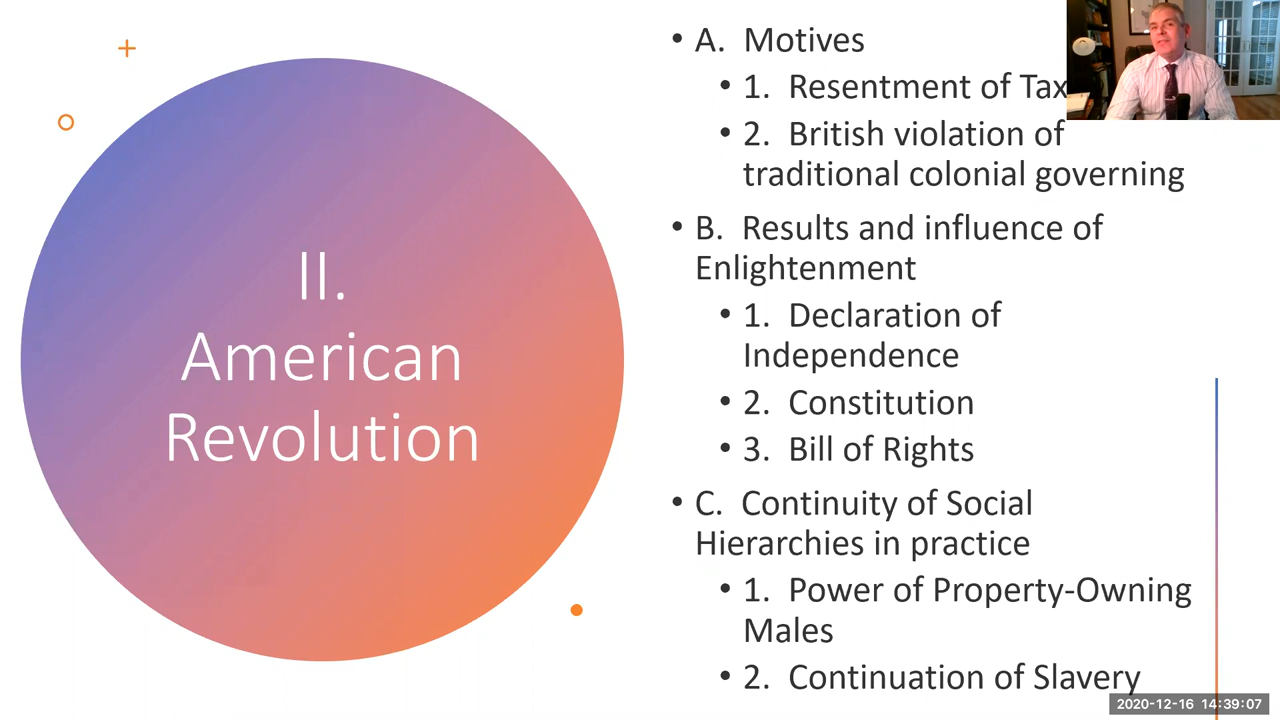 II.
American
Revolution
• A. Motives
• 1. Resentment of Tax
• 2. British violation of
traditional colonial governing
• B. Results and influence of
Enlightenment
• 1. Declaration of
Independence
• 2. Constitution
• 3. Bill of Rights
• C. Continuity of Social
Hierarchies in practice
• 1. Power of Property-Owning
Males
• 2. Continuation of Slavery
2020-12-16 14:39:07